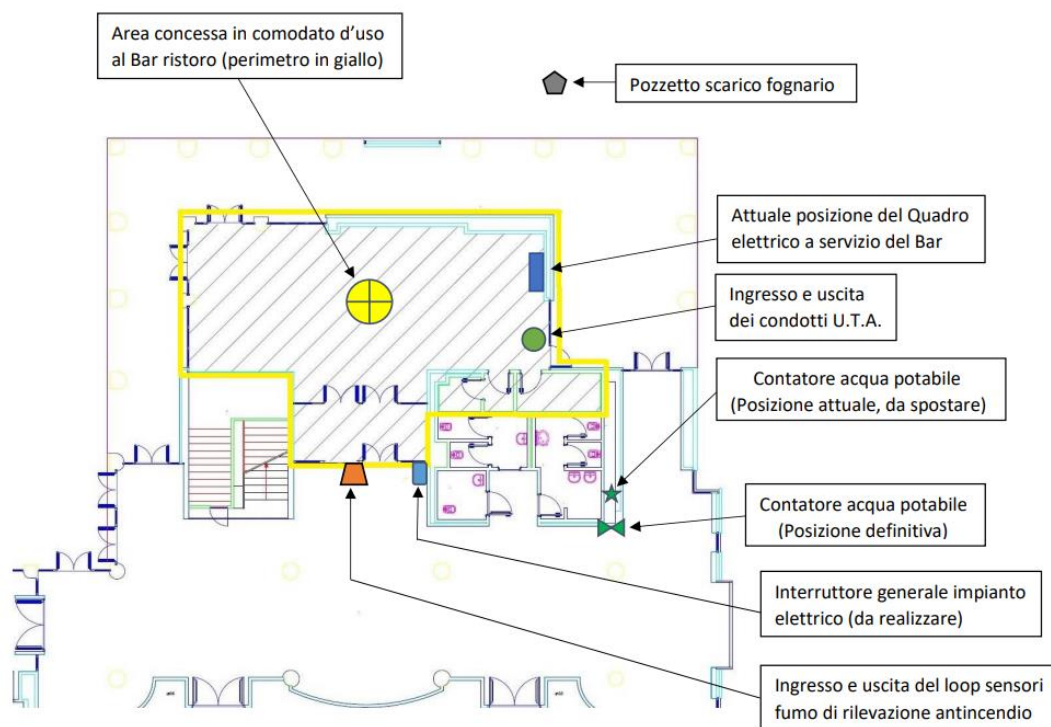 Area concessa in comodato d’uso
al Bar ristoro (perimetro in giallo)
Pozzetto scarico fognario
Attuale posizione del Quadro
elettrico a servizio del Bar
Ingresso e uscita
dei condotti U.T.A.
Contatore acqua potabile
(Posizione attuale, da spostare)
Contatore acqua potabile
(Posizione definitiva)
Interruttore generale impianto
elettrico (da realizzare)
Ingresso e uscita del loop sensori
fumo di rilevazione antincendio